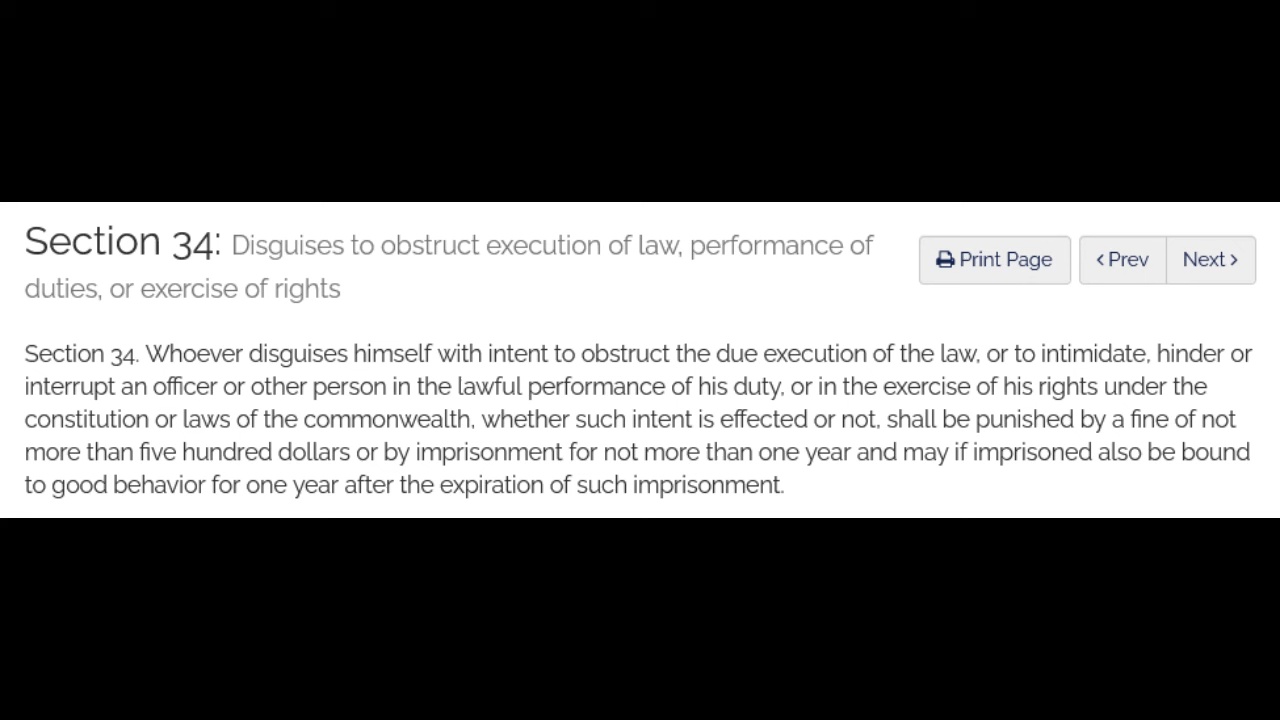 Section 34: Disguises to obstruct execution of law, performance of
duties, or exercise of rights
Print Page
‹ Prev
Next ›
Section 34. Whoever disguises himself with intent to obstruct the due execution of the law, or to intimidate, hinder or
interrupt an officer or other person in the lawful performance of his duty, or in the exercise of his rights under the
constitution or laws of the commonwealth, whether such intent is effected or not, shall be punished by a fine of not
more than five hundred dollars or by imprisonment for not more than one year and may if imprisoned also be bound
to good behavior for one year after the expiration of such imprisonment.